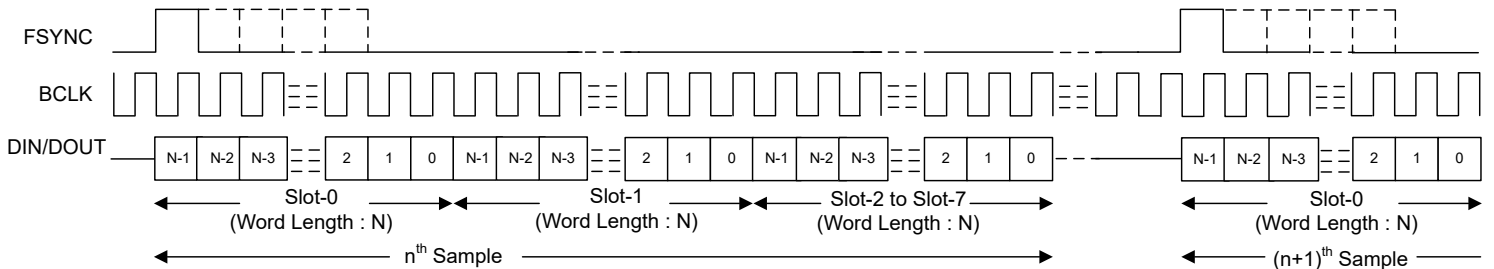 FSYNC
BCLK
DIN/DOUT
N-1 N-2 N-3 2 1 0 N-1 N-2 N-3 2 1 0 N-1 N-2 N-3 2 1 0 N-1 N-2 N-3 2 1 0
Slot-0 Slot-1 Slot-2 to Slot-7 Slot-0
(Word Length : N) (Word Length : N) (Word Length : N) (Word Length : N)
nth Sample (n+1)th Sample